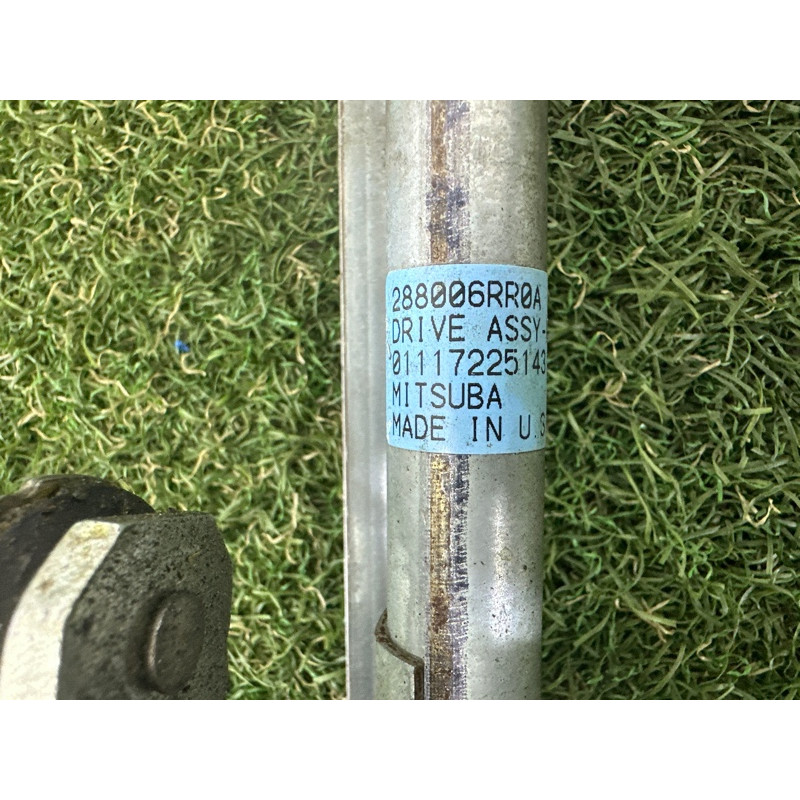 288006RR0A
DRIVE ASSY-
01117225143
MITSUBA
MADE IN U.S